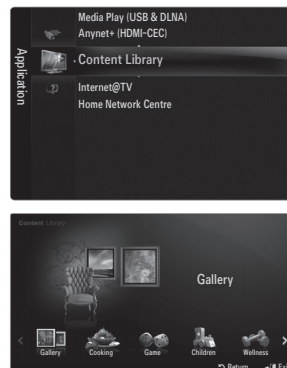 Media Play (USB & DLNA)
Anynet+ (HDMI-CEC)
Application
Content Library
Internet@TV
Home Network Centre
Content Library
Gallery
Gallery Cooking Game Children Wellness
Return Exit